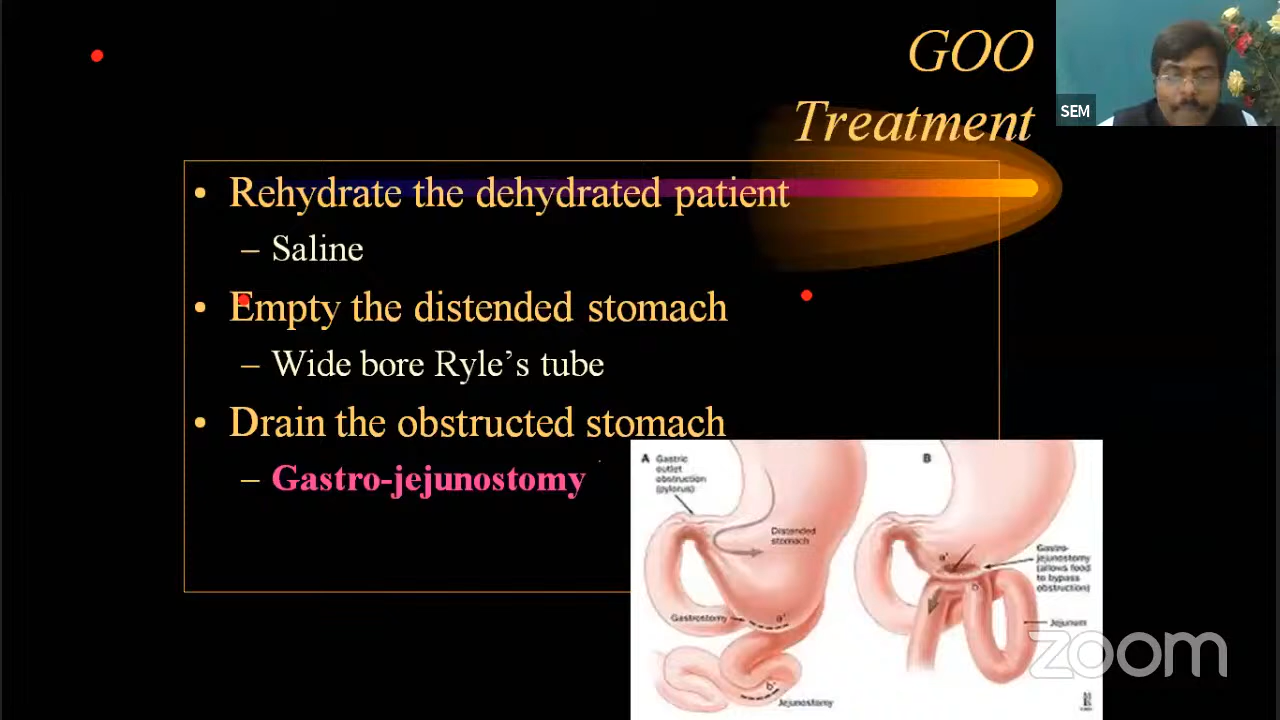 GOO
Treatment
SEM
• Rehydrate the dehydrated patient
– Saline
• Empty the distended stomach
– Wide bore Ryle's tube
• Drain the obstructed stomach
– Gastro-jejunostomy
A
Gastric
outlet
obstruction
(pylorus)
Distended
stomach
Gastrostomy
a'
b'
Jejunostomy
B
a'
b'
Gastro-
jejunostomy
(allows food
to bypass
obstruction)
Jejunum
zoom